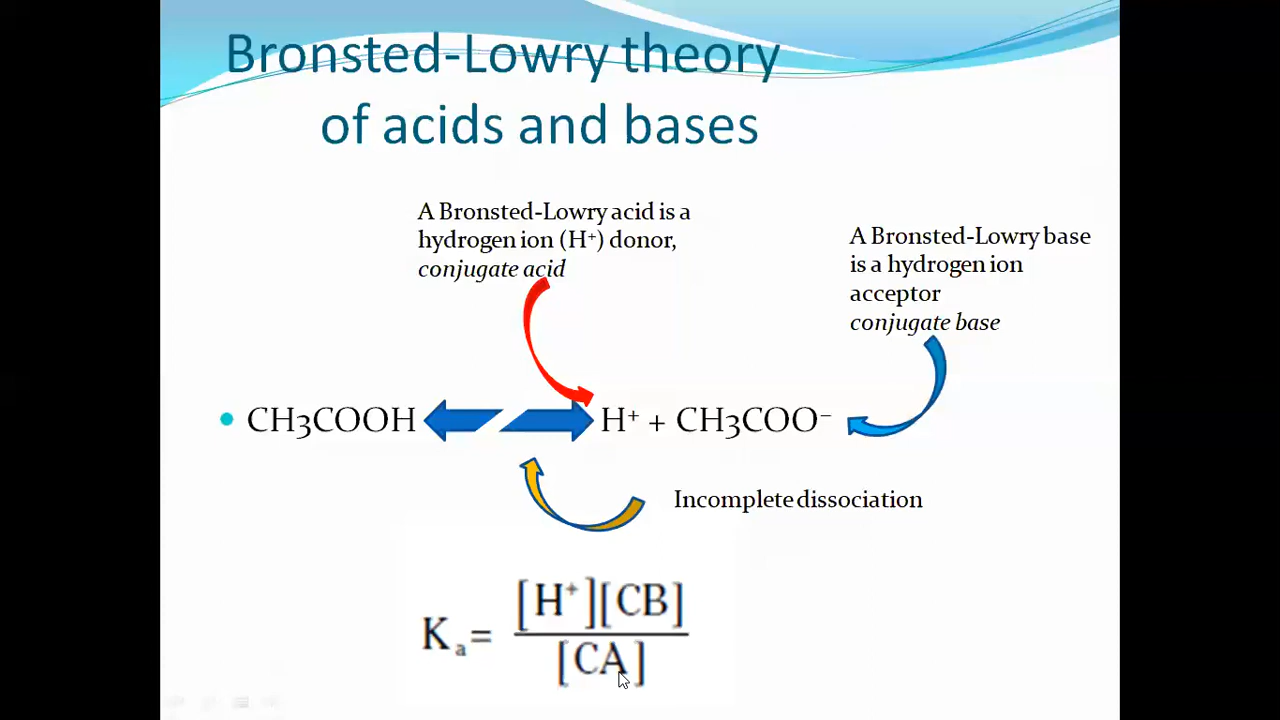 Bronsted-Lowry theory
of acids and bases
A Bronsted-Lowry acid is a
hydrogen ion (H⁺) donor,
conjugate acid
A Bronsted-Lowry base
is a hydrogen ion
acceptor
conjugate base
• CH3COOH H⁺ + CH3COO⁻
Incomplete dissociation
Kₐ= [H⁺][CB]
[CA]